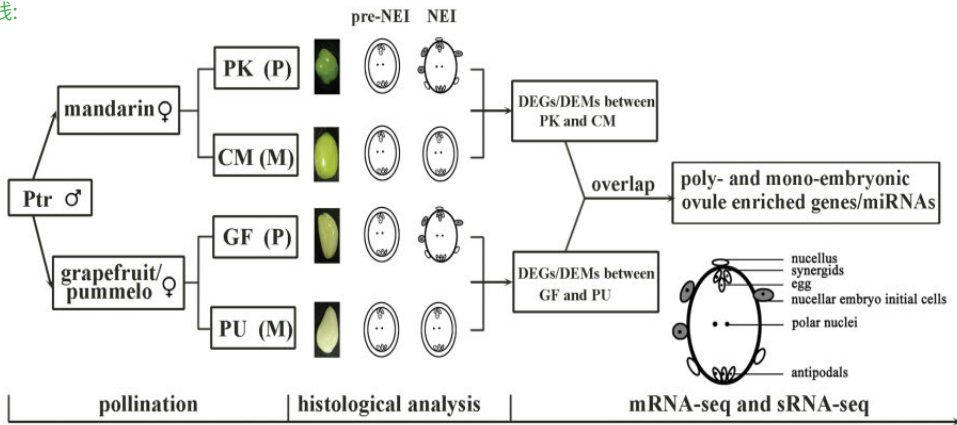 线:
pre-NEI NEI
PK (P)
mandarin♀
CM (M)
Ptr ♂
GF (P)
grapefruit/
pummelo♀
PU (M)
DEGs/DEMs between
PK and CM
overlap
poly- and mono-embryonic
ovule enriched genes/miRNAs
DEGs/DEMs between
GF and PU
nucellus
synergids
egg
nucellar embryo initial cells
polar nuclei
antipodals
pollination
histological analysis
mRNA-seq and sRNA-seq